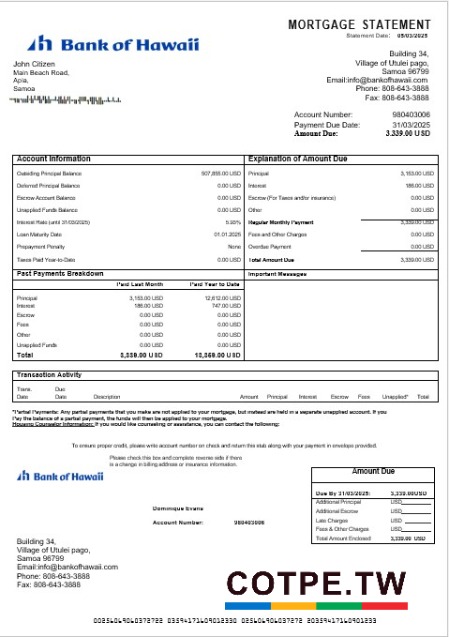 MORTGAGE STATEMENT
Statement Date: 05/03/2025
Bank of Hawaii
John Citizen
Main Beach Road,
Apia,
Samoa
Building 34,
Village of Utulei pago,
Samoa 96799
Email:info@bankofhawaii.com
Phone: 808-643-3888
Fax: 808-643-3888
Account Number: 980403006
Payment Due Date: 31/03/2025
Amount Due: 3,339.00 USD
Account Information
Outstanding Principal Balance 507,855.00 USD
Deferred Principal Balance 0.00 USD
Escrow Account Balance 0.00 USD
Unapplied Funds Balance 0.00 USD
Interest Rate (until 31/03/2025)
Loan Maturity Date 01.01.2025
Prepayment Penalty None
Taxes Paid Year-to-Date 0.00 USD
Explanation of Amount Due
Principal 3,153.00 USD
Interest 186.00 USD
Escrow (For Taxes and/or insurance) 0.00 USD
Other 0.00 USD
Regular Monthly Payment 3,339.00 USD
Fees and Other Charges 0.00 USD
Overdue Payment 0.00 USD
Total Amount Due 3,339.00 USD
Past Payments Breakdown
Paid Last Month Paid Year to Date
Principal 3,153.00 USD 12,612.00 USD
Interest 186.00 USD 747.00 USD
Escrow 0.00 USD 0.00 USD
Fees 0.00 USD 0.00 USD
Other 0.00 USD 0.00 USD
Unapplied Funds 0.00 USD 0.00 USD
Total 3,339.00 USD 13,359.00 USD
Important Messages
Transaction Activity
Trans. Due
Date Date Description Amount Principal Interest Escrow Fees Unapplied* Total
*Partial Payments: Any partial payments that you make are not applied to your mortgage, but instead are held in a separate unapplied account. If you
Pay the balance of a partial payment, the funds will then be applied to your mortgage.
Housing Counselor Information: If you would like counseling or assistance, you can contact the following:
To ensure proper credit, please write account number on check and return this stub along with your payment in envelope provided.
Please check this box and complete reverse side if there
is a change in billing address or insurance information.
Bank of Hawaii
Dominique Evans
Account Number: 980403006
Amount Due
Due By 31/03/2025: 3,339.00USD
Additional Principal USD
Additional Escrow USD
Late Charges USD
Fees & Other Charges USD
Total Amount Enclosed 3,339.00 USD
Building 34,
Village of Utulei pago,
Samoa 96799
Email:info@bankofhawaii.com
Phone: 808-643-3888
Fax: 808-643-3888
COTPE.TW